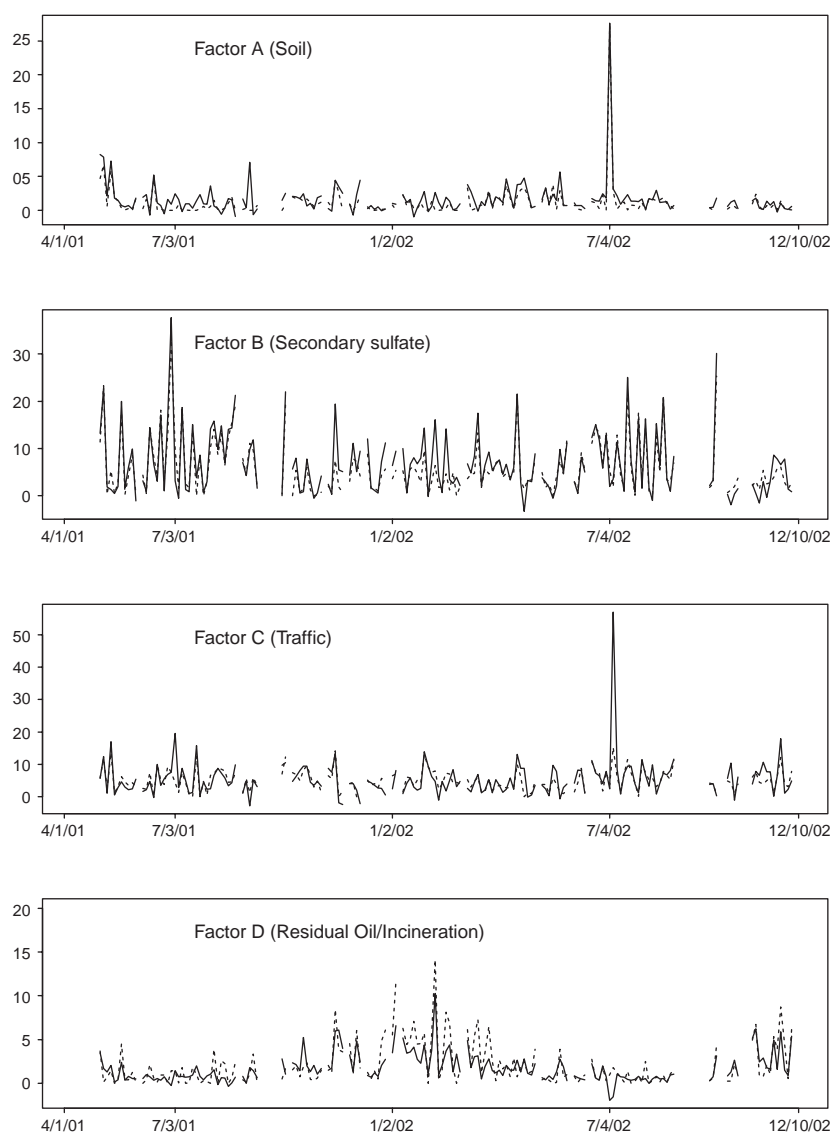 Factor A (Soil)
25
20
15
10
05
0
4/1/01 7/3/01 1/2/02 7/4/02 12/10/02
Factor B (Secondary sulfate)
30
20
10
0
4/1/01 7/3/01 1/2/02 7/4/02 12/10/02
Factor C (Traffic)
50
40
30
20
10
0
4/1/01 7/3/01 1/2/02 7/4/02 12/10/02
20
Factor D (Residual Oil/Incineration)
15
10
5
0
4/1/01 7/3/01 1/2/02 7/4/02 12/10/02